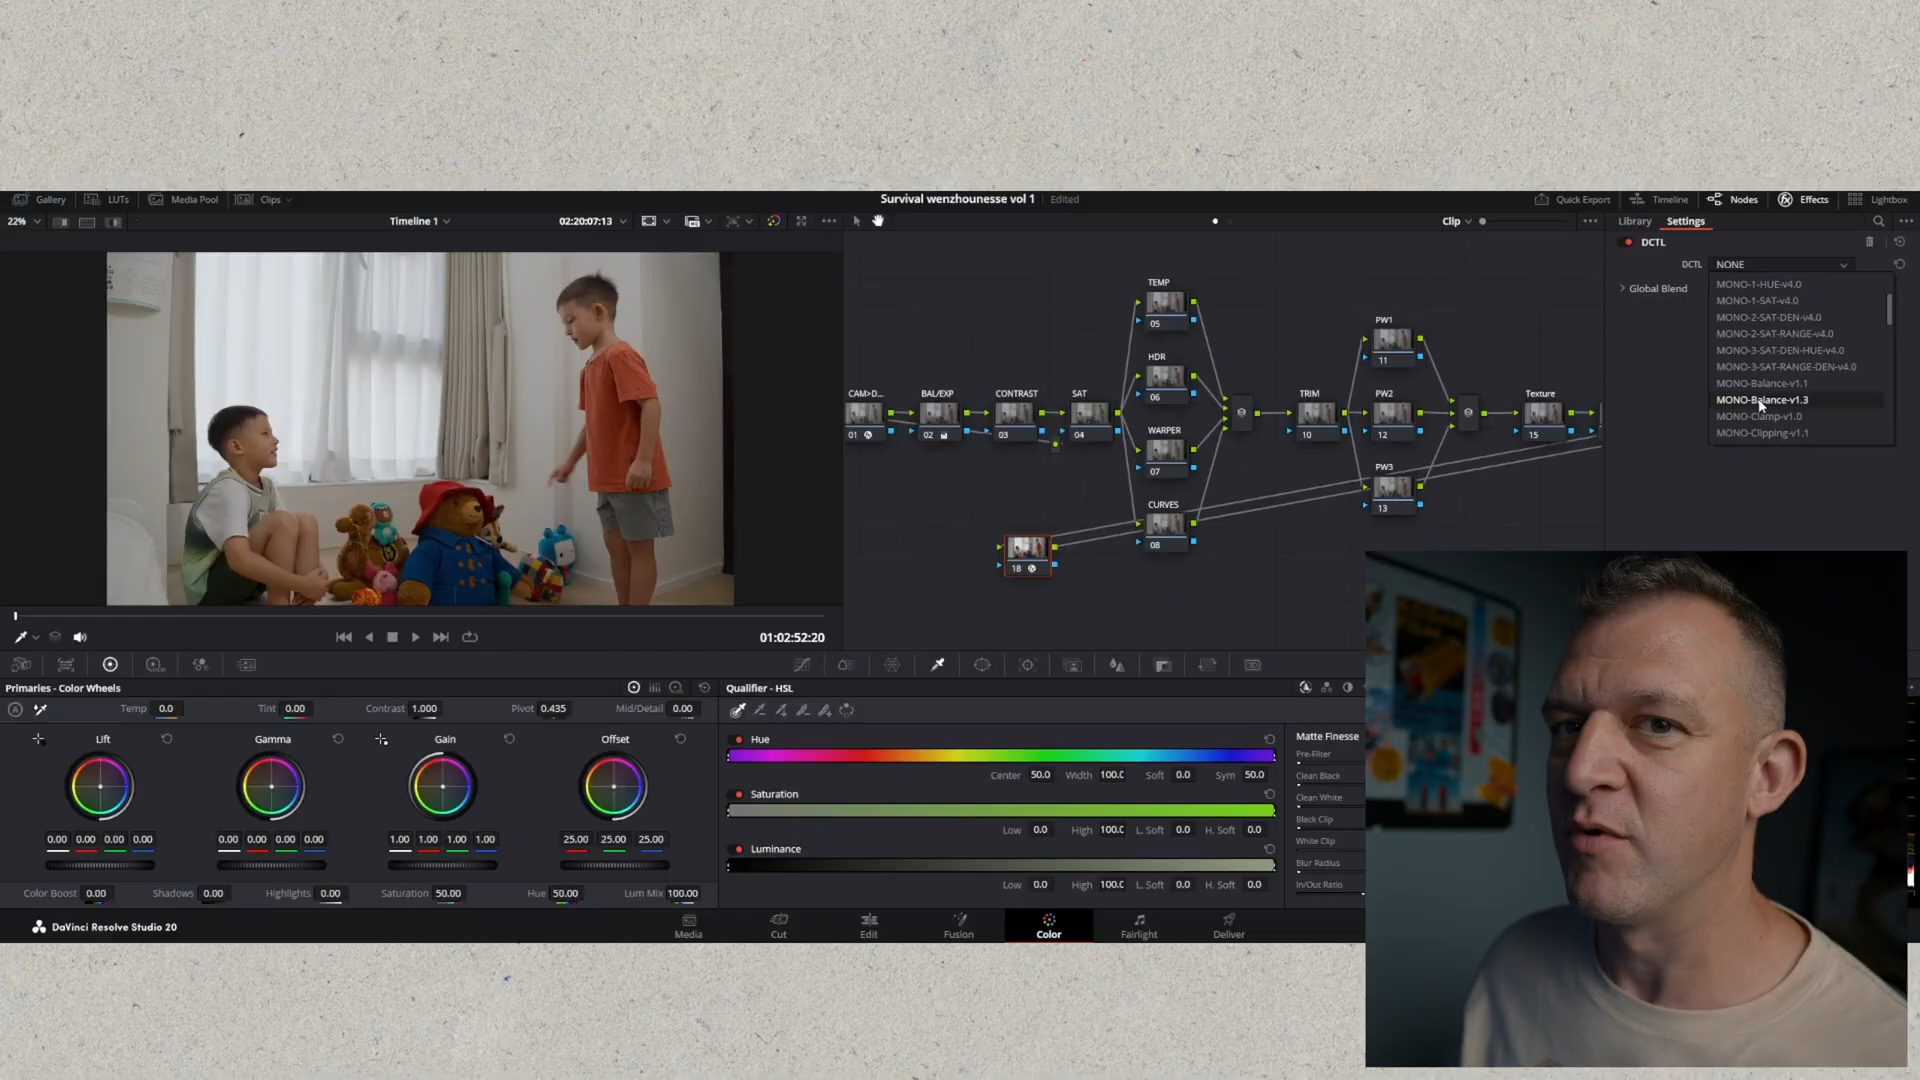 Gallery LUTs Media Pool Clips
Survival wenzhounesse vol 1 Edited
Quick Export Timeline Nodes Effects Lightbox
22% Timeline 1 02:20:07:13 Clip Library Settings
DCTL
DCTL NONE
Global Blend
MONO-1-HUE-v4.0
MONO-1-SAT-v4.0
MONO-2-SAT-DEN-v4.0
MONO-2-SAT-RANGE-v4.0
MONO-3-SAT-DEN-HUE-v4.0
MONO-3-SAT-RANGE-DEN-v4.0
MONO-Balance-v1.1
MONO-Balance-v1.3
MONO-Clamp-v1.0
MONO-Clipping-v1.1
TEMP
05
HDR
06
WARPER
07
CURVES
08
CAM>D...
01
BAL/EXP
02
CONTRAST
03
SAT
04
TRIM
10
PW1
11
PW2
12
PW3
13
Texture
15
18
01:02:52:20
Primaries - Color Wheels
Temp 0.0 Tint 0.00 Contrast 1.000 Pivot 0.435 Mid/Detail 0.00
Lift Gamma Gain Offset
0.00 0.00 0.00 0.00 0.00 0.00 0.00 0.00 1.00 1.00 1.00 1.00 25.00 25.00 25.00
Color Boost 0.00 Shadows 0.00 Highlights 0.00 Saturation 50.00 Hue 50.00 Lum Mix 100.00
Qualifier - HSL
Hue
Center 50.0 Width 100.0 Soft 0.0 Sym 50.0
Saturation
Low 0.0 High 100.0 L. Soft 0.0 H. Soft 0.0
Luminance
Low 0.0 High 100.0 L. Soft 0.0 H. Soft 0.0
Matte Finesse
Pre-Filter
Clean Black
Clean White
Black Clip
White Clip
Blur Radius
In/Out Ratio
DaVinci Resolve Studio 20
Media Cut Edit Fusion Color Fairlight Deliver